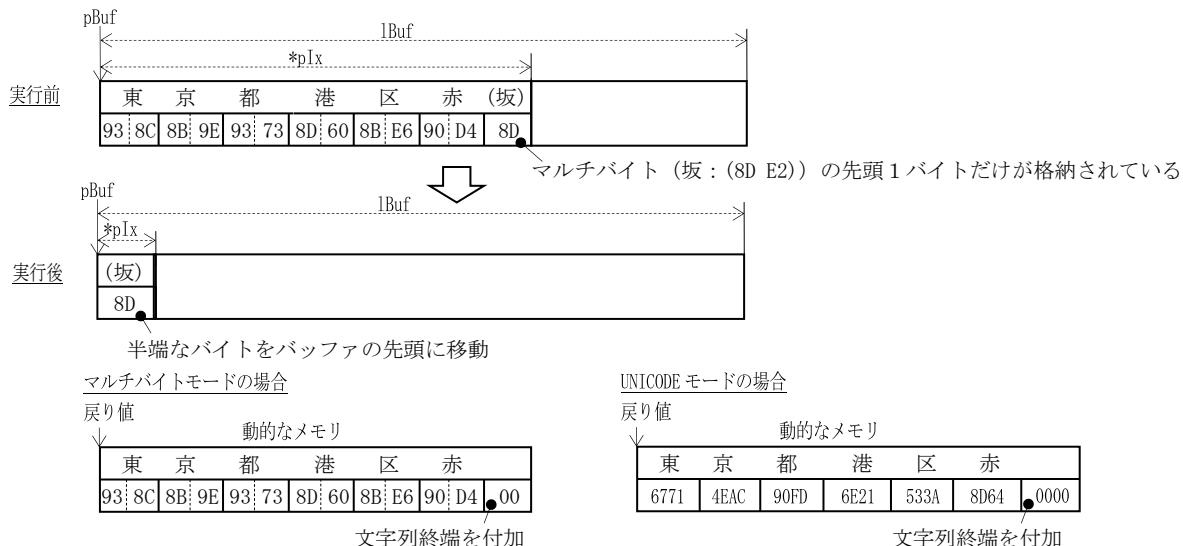 pBuf
lBuf
*pIx
実行前
東 京 都 港 区 赤 (坂)
93 8C 8B 9E 93 73 8D 60 8B E6 90 D4 8D
マルチバイト（坂：(8D E2)）の先頭１バイトだけが格納されている
pBuf
lBuf
*pIx
実行後
(坂)
8D
半端なバイトをバッファの先頭に移動
マルチバイトモードの場合
戻り値
動的なメモリ
東 京 都 港 区 赤
93 8C 8B 9E 93 73 8D 60 8B E6 90 D4 00
文字列終端を付加
UNICODE モードの場合
戻り値
動的なメモリ
東 京 都 港 区 赤
6771 4EAC 90FD 6E21 533A 8D64 0000
文字列終端を付加